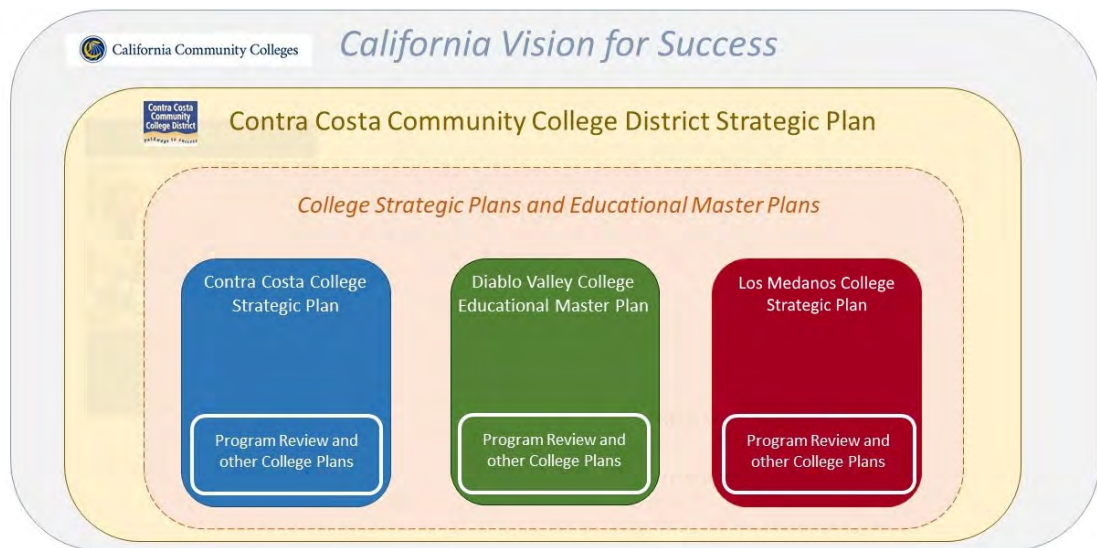 California Community Colleges
California Vision for Success
Contra Costa
Community
College District
pathways to success
Contra Costa Community College District Strategic Plan
College Strategic Plans and Educational Master Plans
Contra Costa College
Strategic Plan
Diablo Valley College
Educational Master Plan
Los Medanos College
Strategic Plan
Program Review and
other College Plans
Program Review and
other College Plans
Program Review and
other College Plans